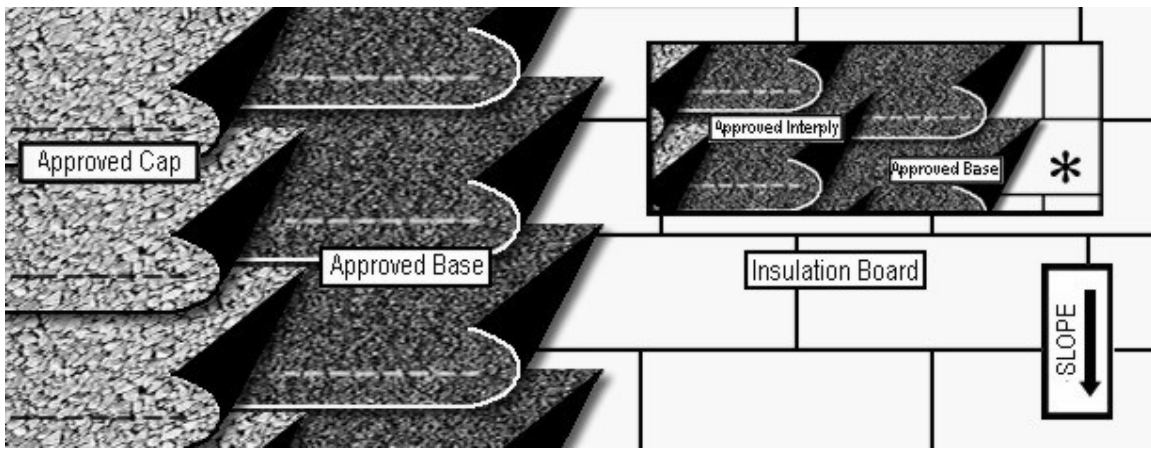 Approved Cap
Approved Base
Approved Interply
Approved Base
*
Insulation Board
SLOPE